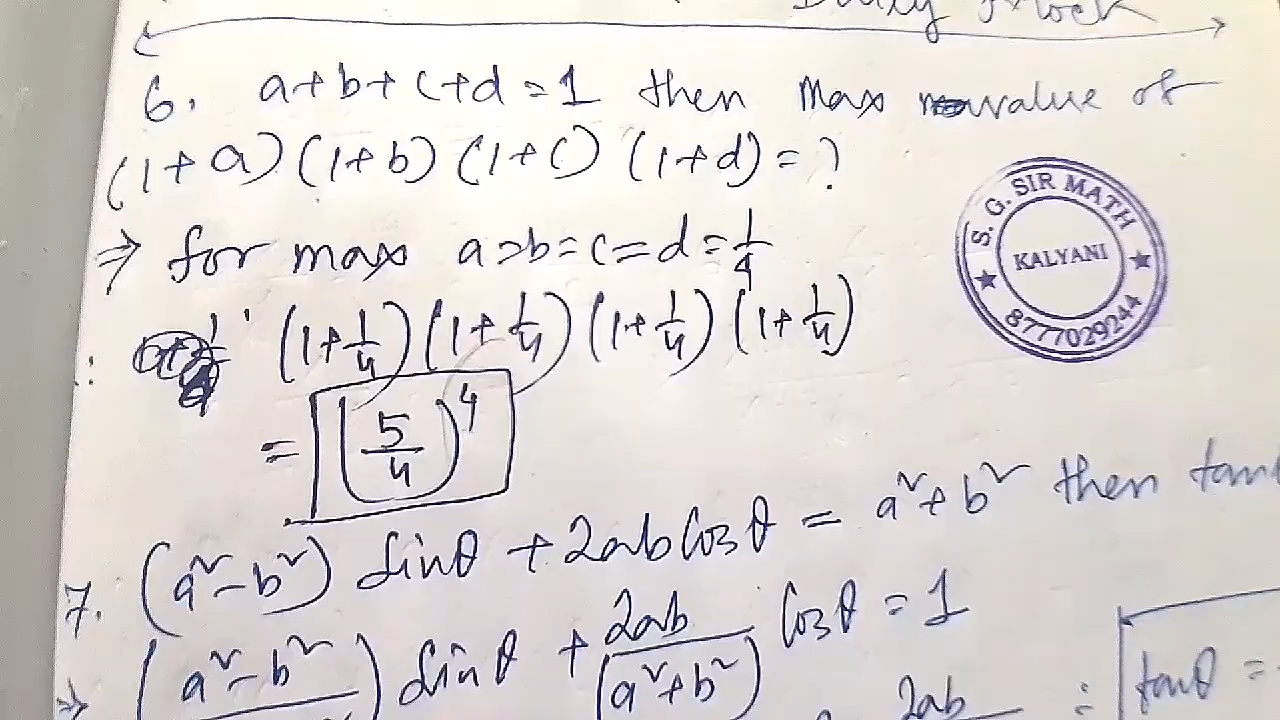 6. a+b+c+d=1 then max value of
(1+a)(1+b)(1+c)(1+d)=?
⇒ for max a=b=c=d=1/4
(1+1/4)(1+1/4)(1+1/4)(1+1/4)
= (5/4)^4
S. G. SIR MATH
KALYANI
8777029244
7. (a²-b²) sinθ + 2ab cosθ = a²+b² then tan
⇒ (a²-b²) sinθ + 2ab/(a²+b²) cosθ = 1
2ab
∴ tanθ =